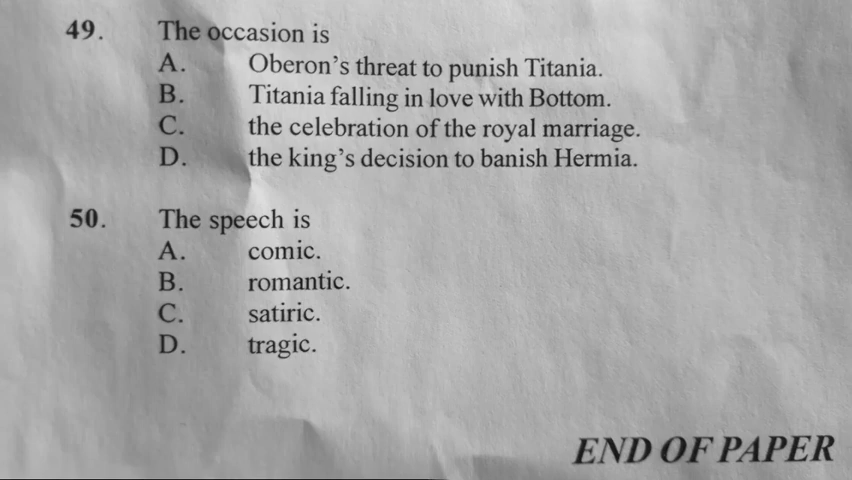 49. The occasion is
A. Oberon's threat to punish Titania.
B. Titania falling in love with Bottom.
C. the celebration of the royal marriage.
D. the king's decision to banish Hermia.
50. The speech is
A. comic.
B. romantic.
C. satiric.
D. tragic.
END OF PAPER